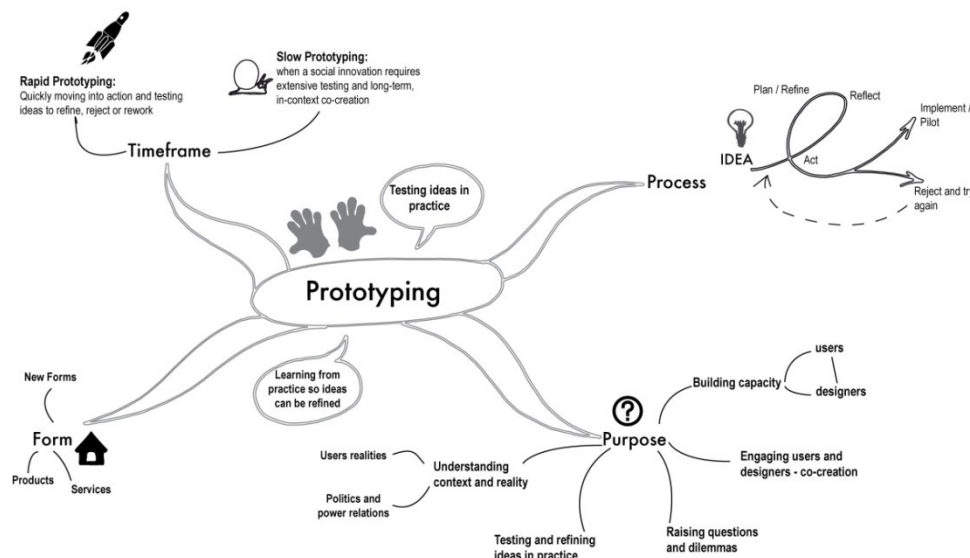 Rapid Prototyping:
Quickly moving into action and testing
ideas to refine, reject or rework
Slow Prototyping:
when a social innovation requires
extensive testing and long-term,
in-context co-creation
Timeframe
Testing ideas in
practice
Process
IDEA
Plan / Refine
Reflect
Act
Implement /
Pilot
Reject and try
again
Prototyping
Learning from
practice so ideas
can be refined
New Forms
Form
Products
Services
?
Purpose
Building capacity
users
designers
Engaging users and
designers - co-creation
Raising questions
and dilemmas
Testing and refining
ideas in practice
Understanding
context and reality
Users realities
Politics and
power relations